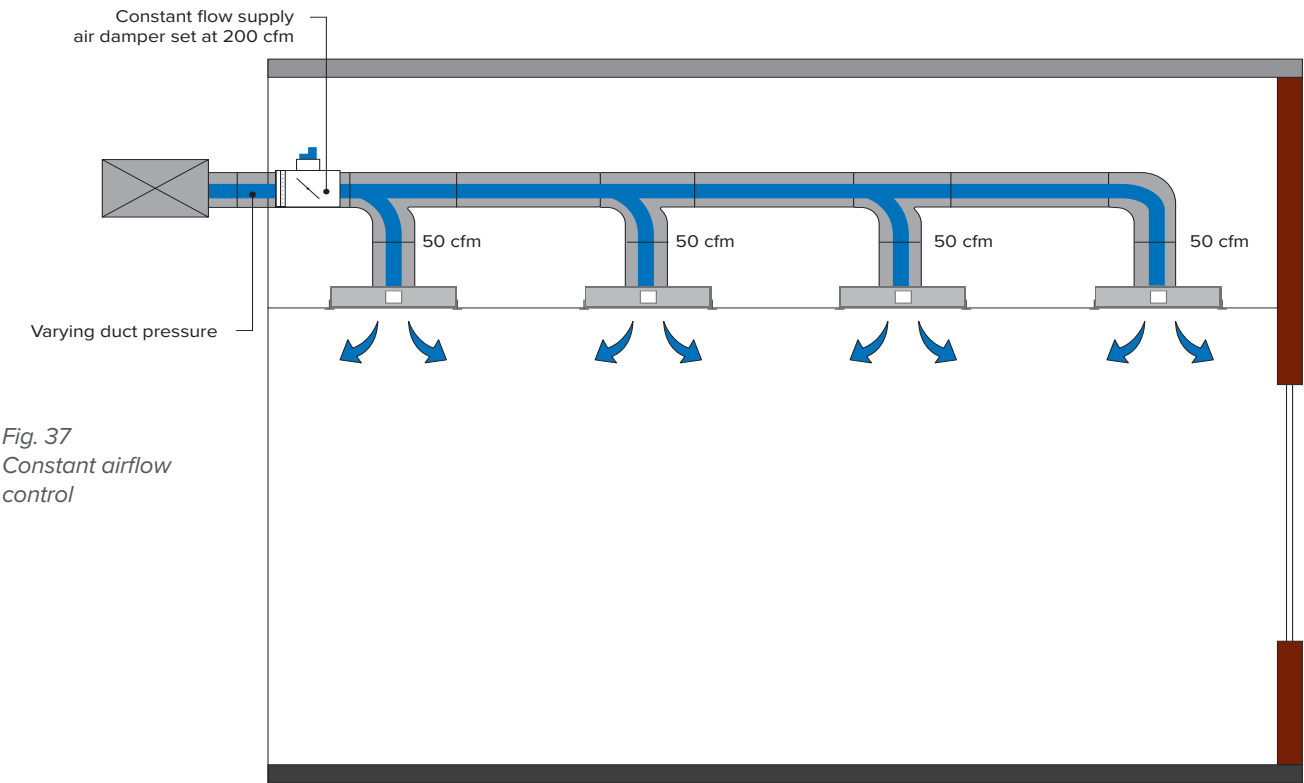 Constant flow supply
air damper set at 200 cfm
50 cfm
50 cfm
50 cfm
50 cfm
Varying duct pressure
Fig. 37
Constant airflow
control